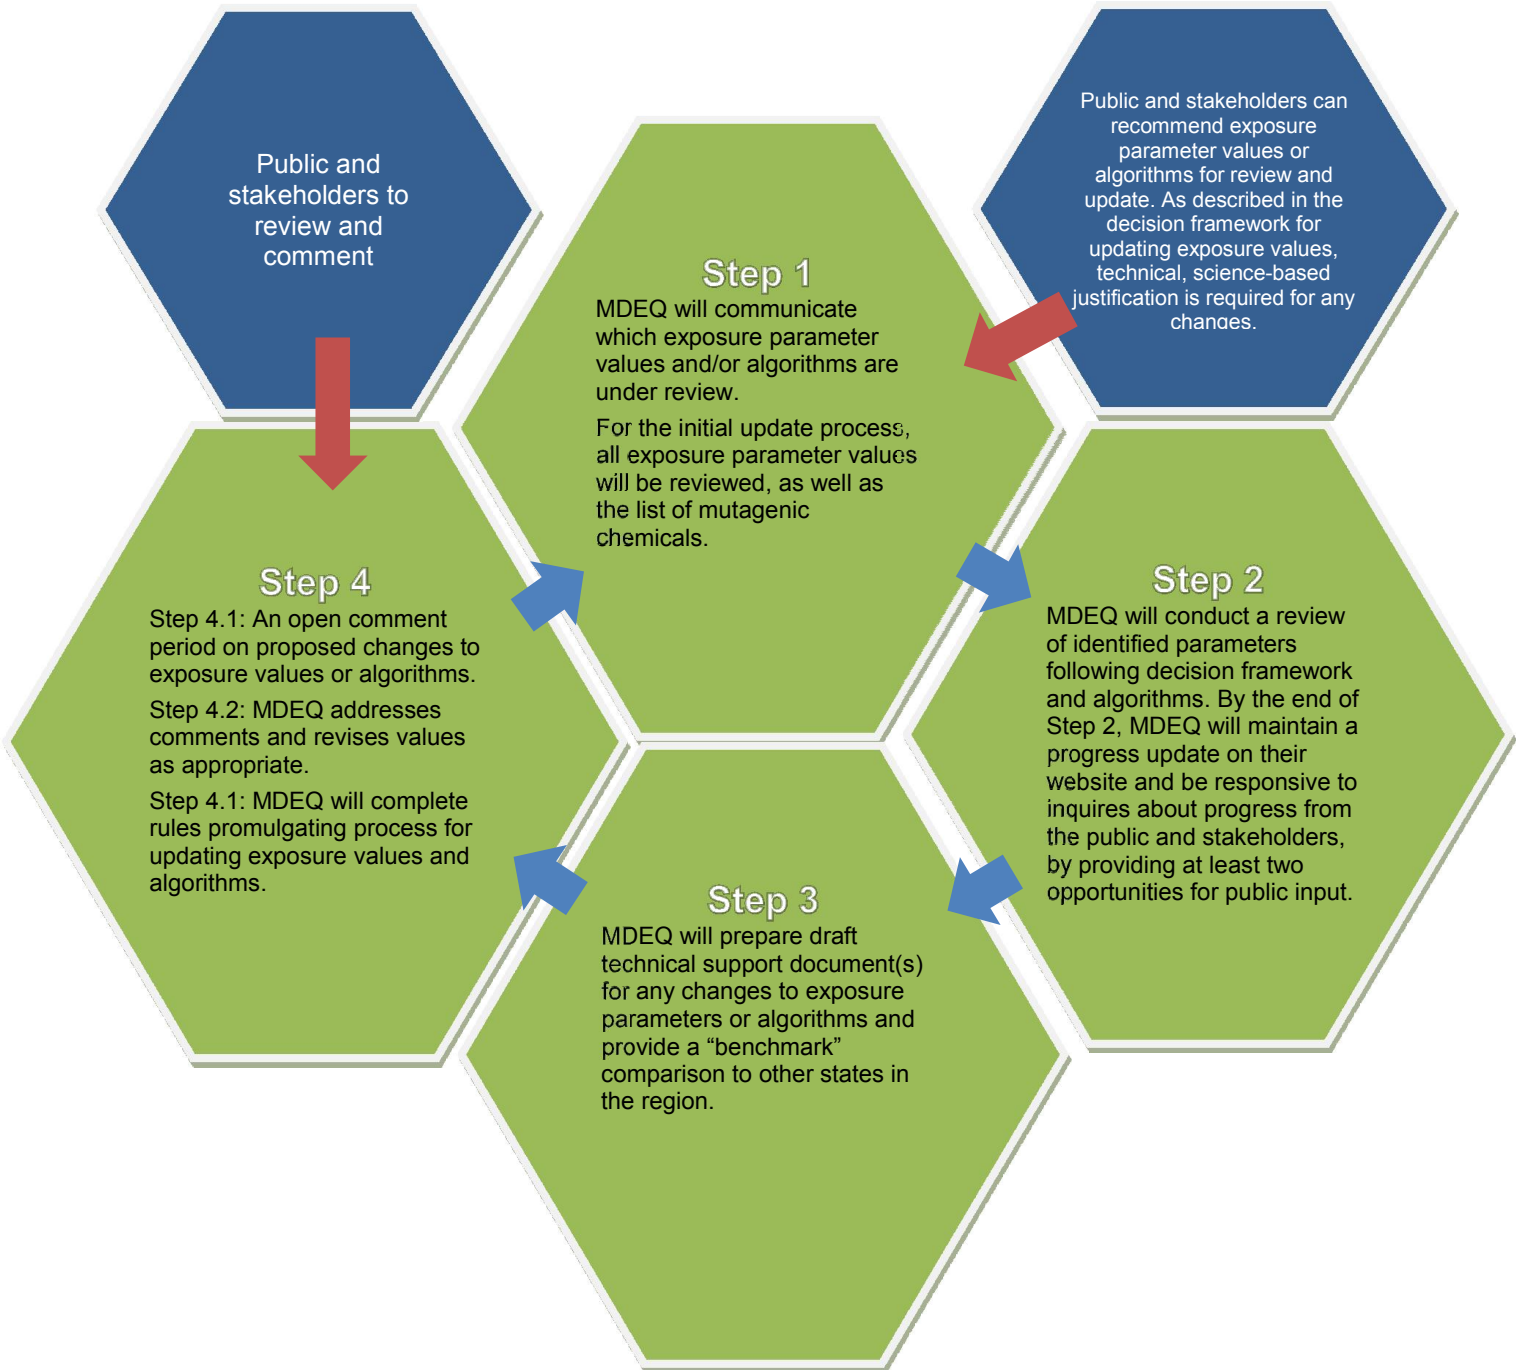 Public and
stakeholders to
review and
comment
Public and stakeholders can
recommend exposure
parameter values or
algorithms for review and
update. As described in the
decision framework for
updating exposure values,
technical, science-based
justification is required for any
changes.
Step 1
MDEQ will communicate
which exposure parameter
values and/or algorithms are
under review.
For the initial update process,
all exposure parameter values
will be reviewed, as well as
the list of mutagenic
chemicals.
Step 2
MDEQ will conduct a review
of identified parameters
following decision framework
and algorithms. By the end of
Step 2, MDEQ will maintain a
progress update on their
website and be responsive to
inquires about progress from
the public and stakeholders,
by providing at least two
opportunities for public input.
Step 3
MDEQ will prepare draft
technical support document(s)
for any changes to exposure
parameters or algorithms and
provide a “benchmark”
comparison to other states in
the region.
Step 4
Step 4.1: An open comment
period on proposed changes to
exposure values or algorithms.
Step 4.2: MDEQ addresses
comments and revises values
as appropriate.
Step 4.1: MDEQ will complete
rules promulgating process for
updating exposure values and
algorithms.